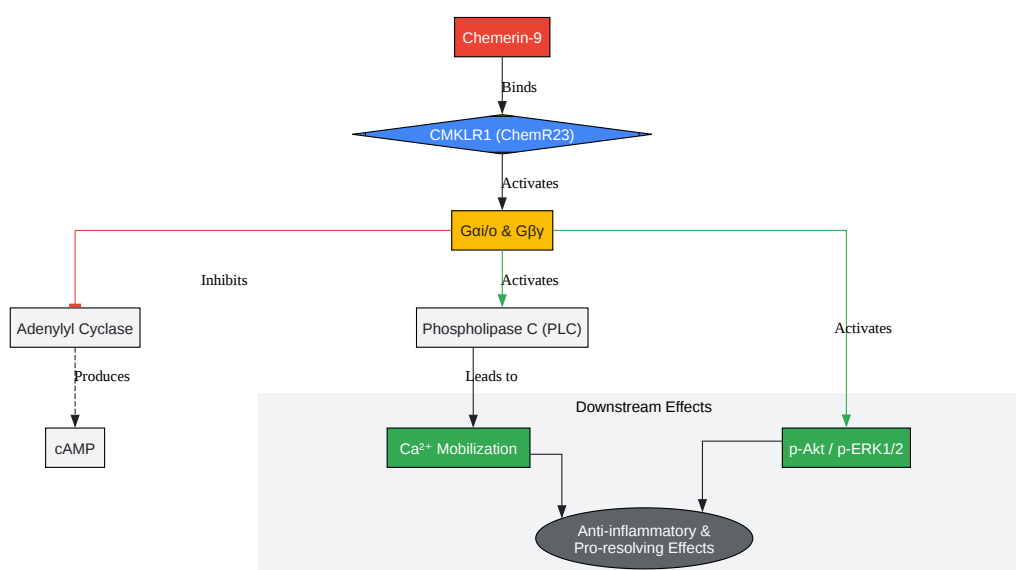 Chemerin-9
Binds
CMKLR1 (ChemR23)
Activates
Gαi/o & Gβγ
Inhibits
Activates
Adenylyl Cyclase
Phospholipase C (PLC)
Activates
Produces
Leads to
Downstream Effects
cAMP
Ca²⁺ Mobilization
p-Akt / p-ERK1/2
Anti-inflammatory &
Pro-resolving Effects